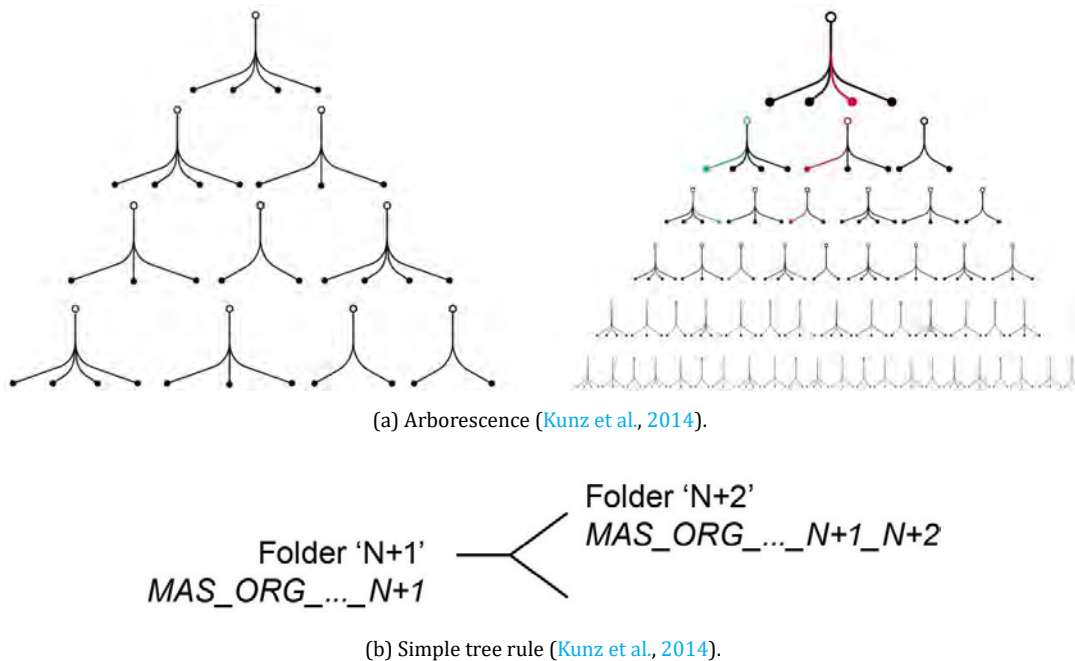 (a) Arborescence (Kunz et al., 2014).
Folder ‘N+2’
MAS_ORG_..._N+1_N+2
Folder ‘N+1’
MAS_ORG_..._N+1
(b) Simple tree rule (Kunz et al., 2014).